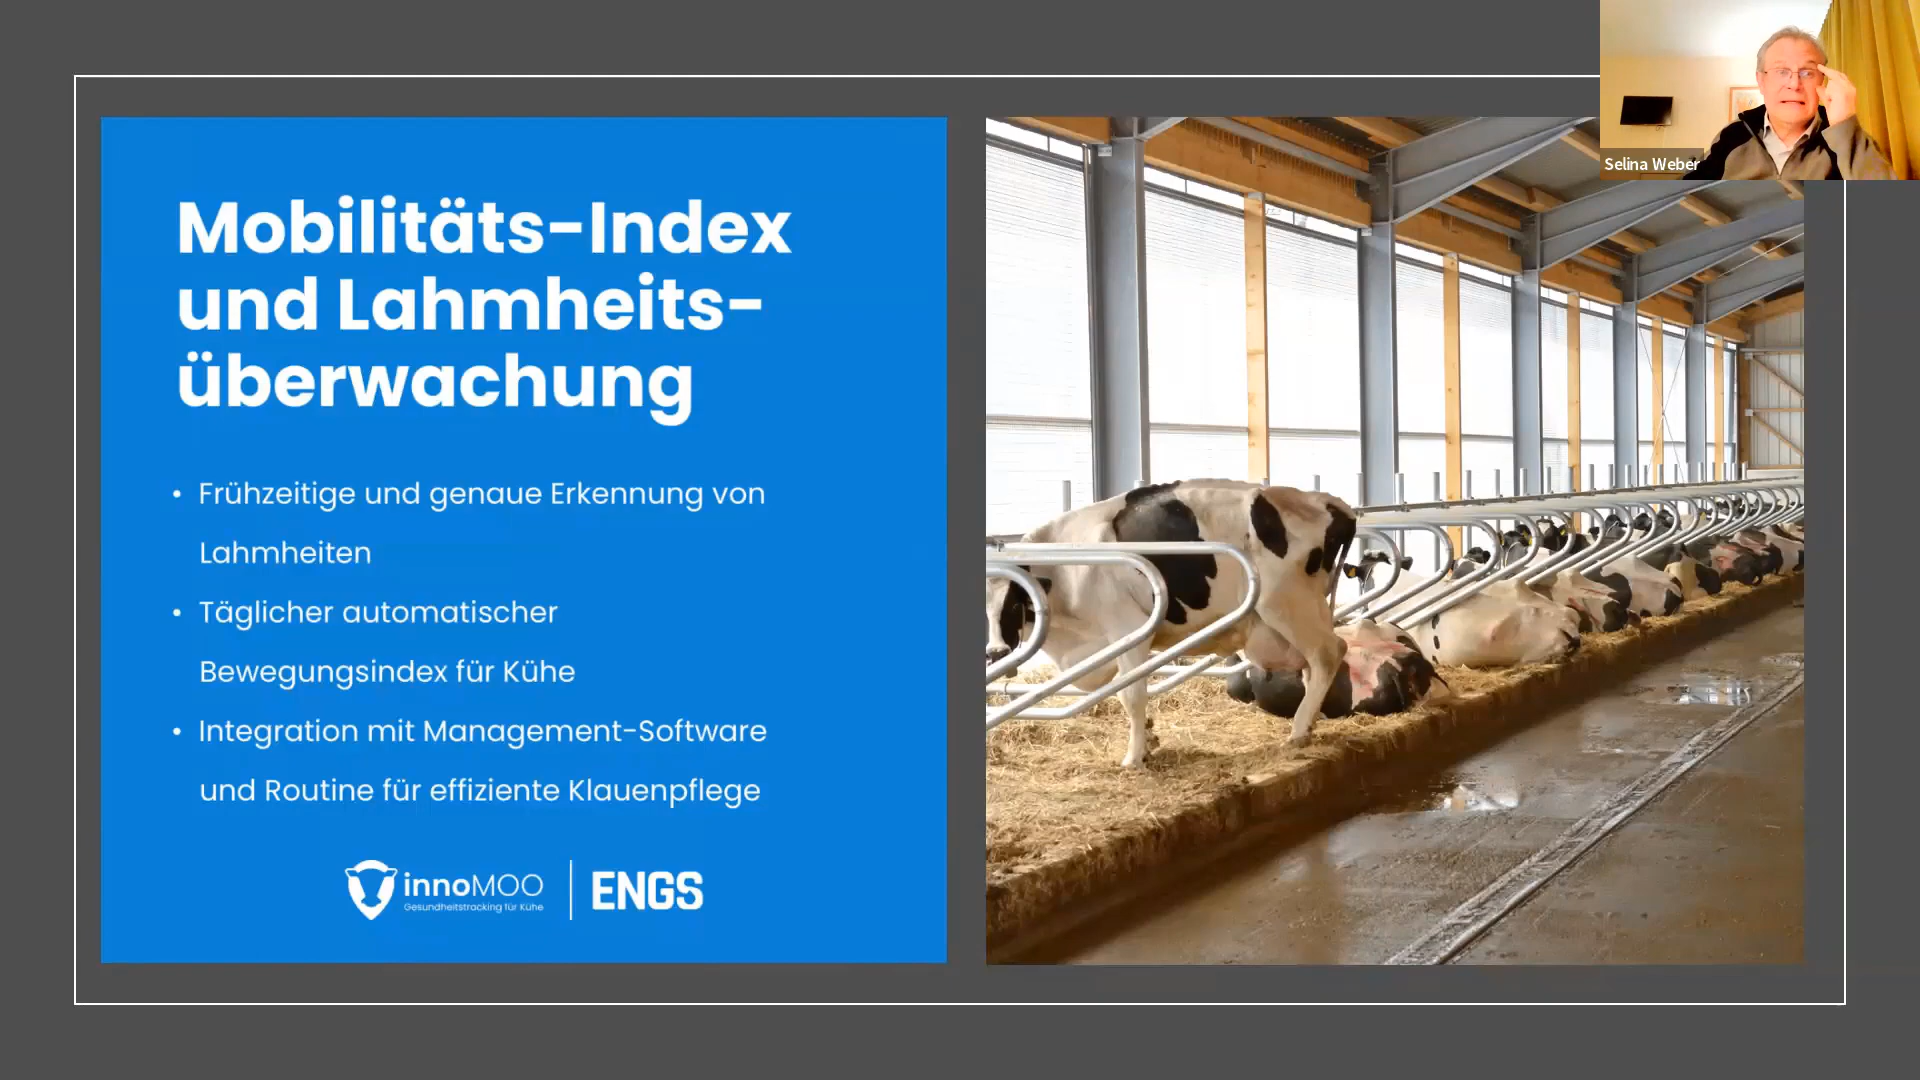 Selina Weber
Mobilitäts-Index
und Lahmheits-
überwachung
• Frühzeitige und genaue Erkennung von
Lahmheiten
• Täglicher automatischer
Bewegungsindex für Kühe
• Integration mit Management-Software
und Routine für effiziente Klauenpflege
innoMOO
Gesundheitstracking für Kühe
ENGS